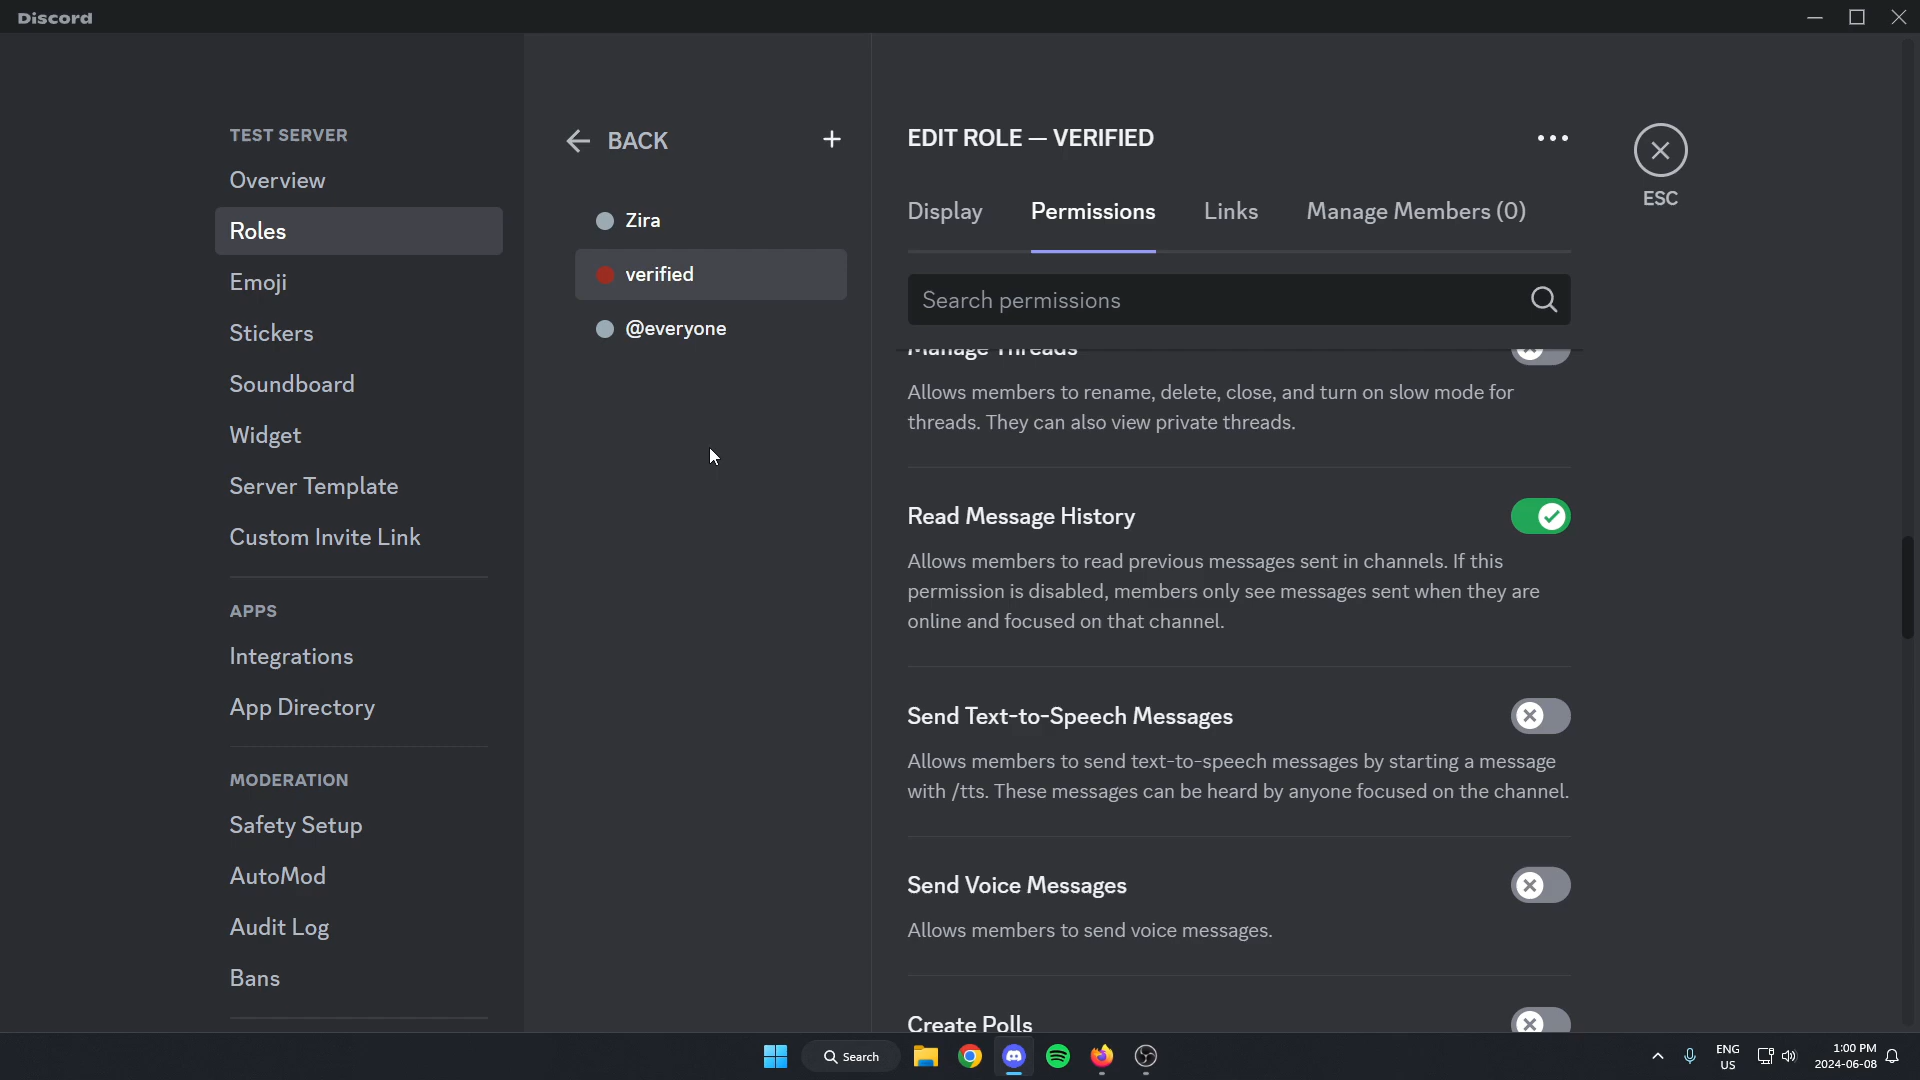 Discord
TEST SERVER
Overview
Roles
Emoji
Stickers
Soundboard
Widget
Server Template
Custom Invite Link
APPS
Integrations
App Directory
MODERATION
Safety Setup
AutoMod
Audit Log
Bans
BACK
Zira
verified
@everyone
EDIT ROLE — VERIFIED
Display Permissions Links Manage Members (0)
Search permissions
Manage Threads
Allows members to rename, delete, close, and turn on slow mode for
threads. They can also view private threads.
Read Message History
Allows members to read previous messages sent in channels. If this
permission is disabled, members only see messages sent when they are
online and focused on that channel.
Send Text-to-Speech Messages
Allows members to send text-to-speech messages by starting a message
with /tts. These messages can be heard by anyone focused on the channel.
Send Voice Messages
Allows members to send voice messages.
Create Polls
ESC
Search
ENG
US
1:00 PM
2024-06-08